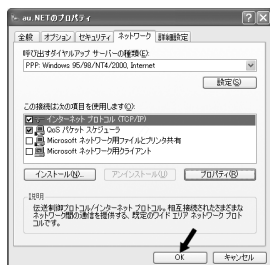 au.NETのプロパティ
全般 オプション セキュリティ ネットワーク 詳細設定
呼び出すダイヤルアップ サーバーの種類(E):
PPP: Windows 95/98/NT4/2000, Internet
設定(S)
この接続は次の項目を使用します(O):
インターネット プロトコル (TCP/IP)
QoS パケット スケジューラ
Microsoft ネットワーク用ファイルとプリンタ共有
Microsoft ネットワーク用クライアント
インストール(N)... アンインストール(U) プロパティ(R)
説明
伝送制御プロトコル/インターネット プロトコル。相互接続されたさまざまな
ネットワーク間の通信を提供する、既定のワイド エリア ネットワーク プロト
コルです。
OK キャンセル